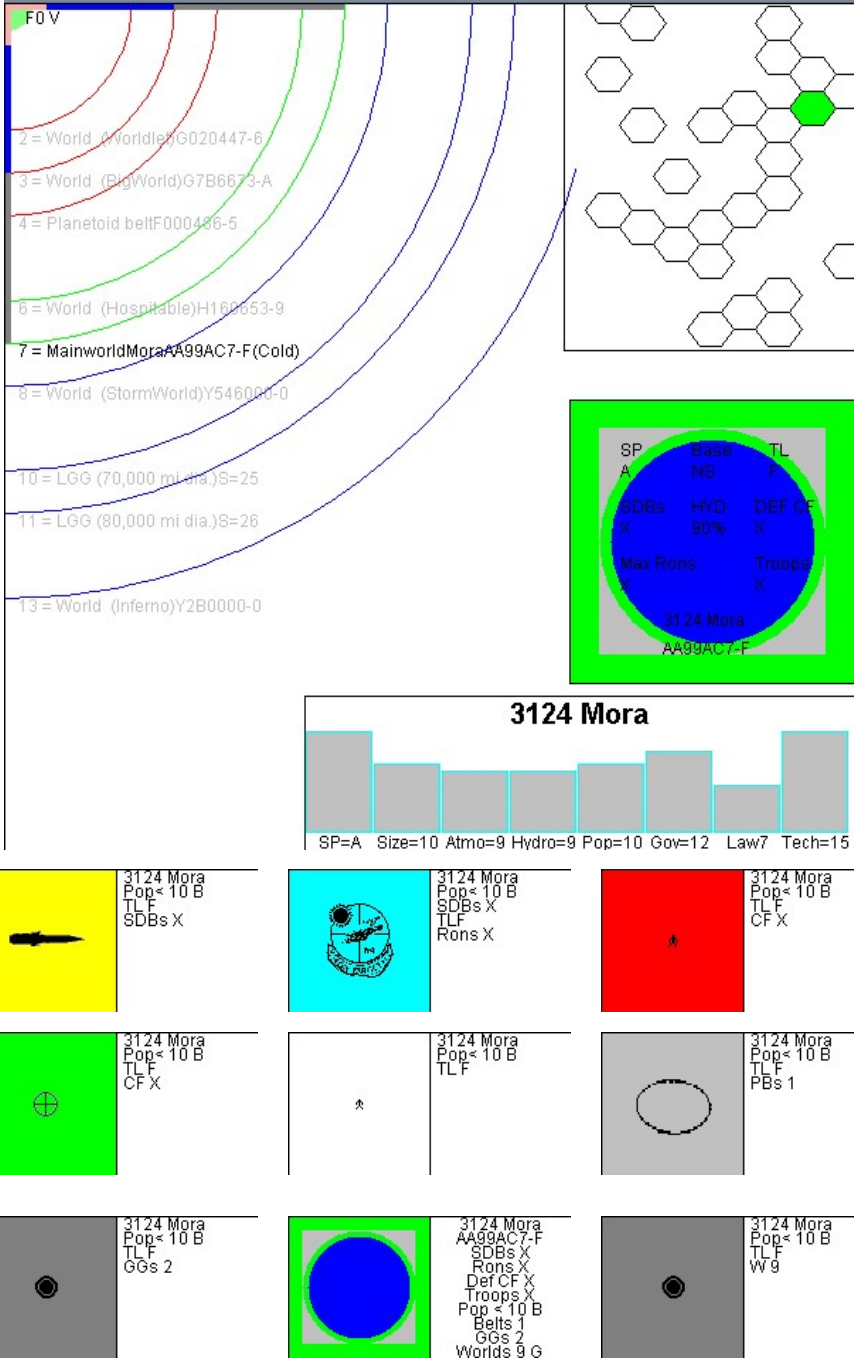 F0 V
2 = World (Worldlet)G020447-6
3 = World (BigWorld)G7B6673-A
4 = Planetoid beltF000436-5
6 = World (Hospitable)H160653-9
7 = MainworldMoraAA99AC7-F(Cold)
8 = World (StormWorld)Y546000-0
10 = LGG (70,000 mi dia.)S=25
11 = LGG (80,000 mi dia.)S=26
13 = World (Inferno)Y2B0000-0
SP Base TL
A NS F
SDBs HYD DEF CF
X 90% X
Max Rons Troops
X X
3124 Mora
AA99AC7-F
3124 Mora
SP=A Size=10 Atmo=9 Hydro=9 Pop=10 Gov=12 Law7 Tech=15
3124 Mora
Pop< 10 B
TL F
SDBs X
3124 Mora
Pop< 10 B
SDBs X
TLF
Rons X
3124 Mora
Pop< 10 B
TL F
CF X
3124 Mora
Pop< 10 B
TL F
CF X
3124 Mora
Pop< 10 B
TL F
3124 Mora
Pop< 10 B
TL F
PBs 1
3124 Mora
Pop< 10 B
TL F
GGs 2
3124 Mora
AA99AC7-F
SDBs X
Rons X
Def CF X
Troops X
Pop < 10 B
Belts 1
GGs 2
Worlds 9 G
3124 Mora
Pop< 10 B
TL F
W 9